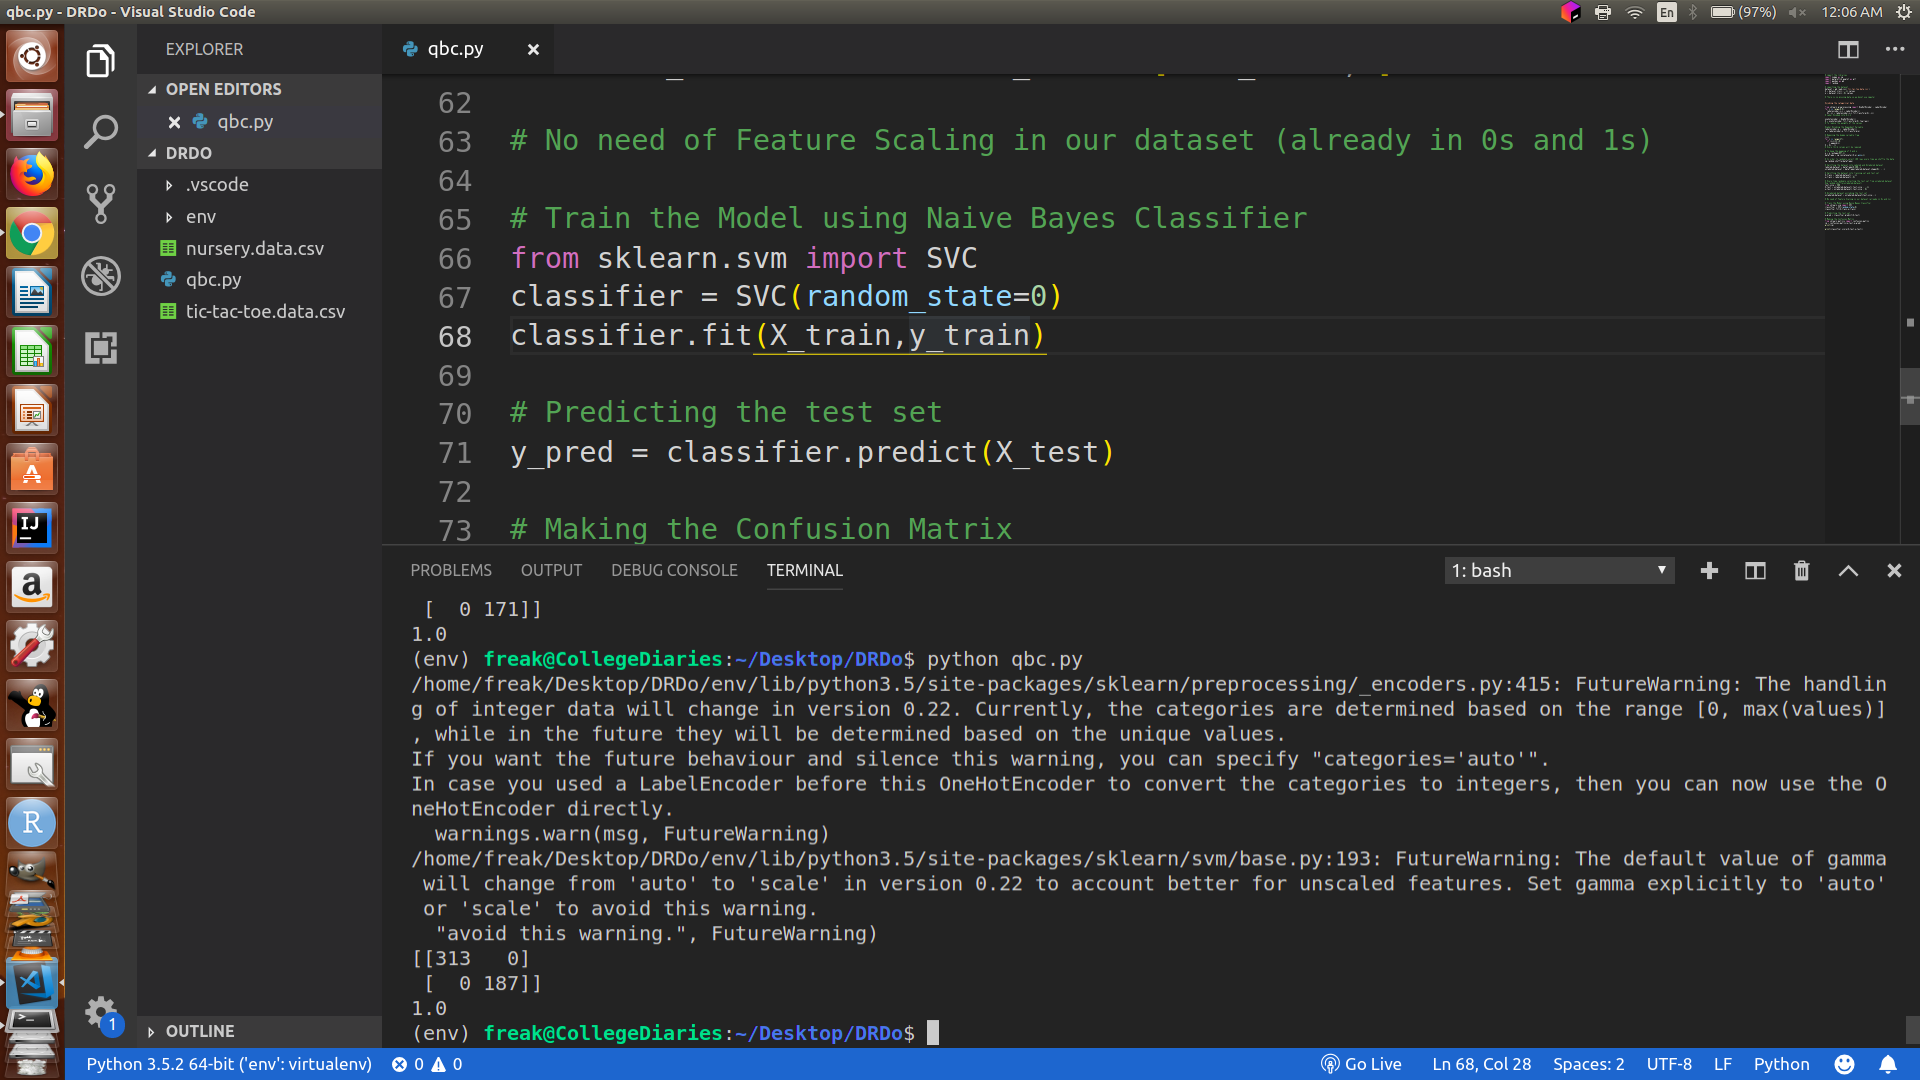 qbc.py - DRDo - Visual Studio Code
En
(97%)
12:06 AM
EXPLORER
OPEN EDITORS
qbc.py
DRDO
.vscode
env
nursery.data.csv
qbc.py
tic-tac-toe.data.csv
OUTLINE
qbc.py
62
63 # No need of Feature Scaling in our dataset (already in 0s and 1s)
64
65 # Train the Model using Naive Bayes Classifier
66 from sklearn.svm import SVC
67 classifier = SVC(random_state=0)
68 classifier.fit(X_train,y_train)
69
70 # Predicting the test set
71 y_pred = classifier.predict(X_test)
72
73 # Making the Confusion Matrix
PROBLEMS OUTPUT DEBUG CONSOLE TERMINAL
1: bash
[  0 171]]
1.0
(env) freak@CollegeDiaries:~/Desktop/DRDo$ python qbc.py
/home/freak/Desktop/DRDo/env/lib/python3.5/site-packages/sklearn/preprocessing/_encoders.py:415: FutureWarning: The handlin
g of integer data will change in version 0.22. Currently, the categories are determined based on the range [0, max(values)]
, while in the future they will be determined based on the unique values.
If you want the future behaviour and silence this warning, you can specify "categories='auto'".
In case you used a LabelEncoder before this OneHotEncoder to convert the categories to integers, then you can now use the O
neHotEncoder directly.
  warnings.warn(msg, FutureWarning)
/home/freak/Desktop/DRDo/env/lib/python3.5/site-packages/sklearn/svm/base.py:193: FutureWarning: The default value of gamma
 will change from 'auto' to 'scale' in version 0.22 to account better for unscaled features. Set gamma explicitly to 'auto'
 or 'scale' to avoid this warning.
  "avoid this warning.", FutureWarning)
[[313   0]
 [  0 187]]
1.0
(env) freak@CollegeDiaries:~/Desktop/DRDo$
1
Python 3.5.2 64-bit ('env': virtualenv)
0
0
Go Live
Ln 68, Col 28
Spaces: 2
UTF-8
LF
Python
IJ
a
R